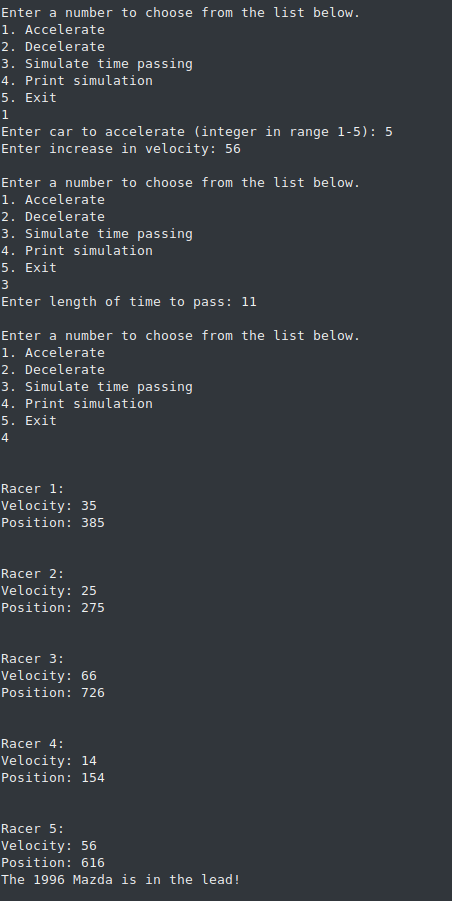 Enter a number to choose from the list below.
1. Accelerate
2. Decelerate
3. Simulate time passing
4. Print simulation
5. Exit
1
Enter car to accelerate (integer in range 1-5): 5
Enter increase in velocity: 56

Enter a number to choose from the list below.
1. Accelerate
2. Decelerate
3. Simulate time passing
4. Print simulation
5. Exit
3
Enter length of time to pass: 11

Enter a number to choose from the list below.
1. Accelerate
2. Decelerate
3. Simulate time passing
4. Print simulation
5. Exit
4

Racer 1:
Velocity: 35
Position: 385

Racer 2:
Velocity: 25
Position: 275

Racer 3:
Velocity: 66
Position: 726

Racer 4:
Velocity: 14
Position: 154

Racer 5:
Velocity: 56
Position: 616
The 1996 Mazda is in the lead!